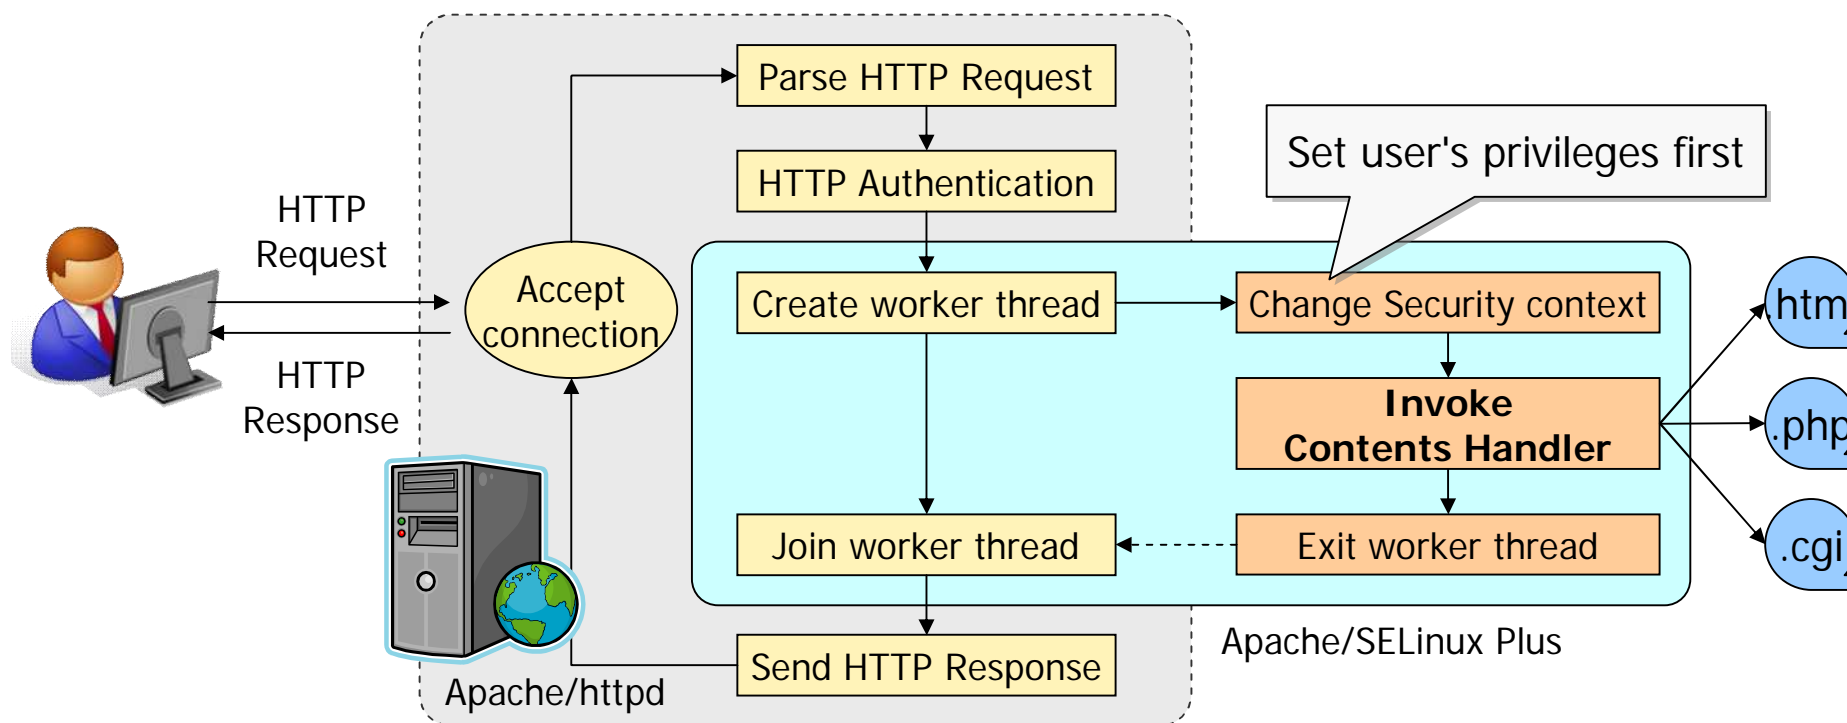 Parse HTTP Request
Set user's privileges first
HTTP Authentication
HTTP
Request
Accept
connection
Create worker thread
Change Security context
.htm
HTTP
Response
Invoke
Contents Handler
.php
Join worker thread
Exit worker thread
.cgi
Send HTTP Response
Apache/SELinux Plus
Apache/httpd